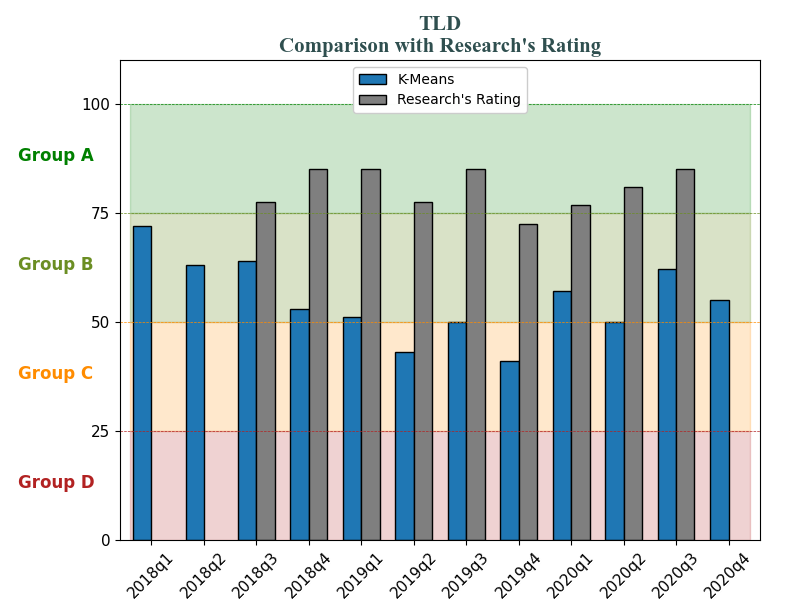 TLD
Comparison with Research's Rating
K-Means
Research's Rating
100
Group A
75
Group B
50
Group C
25
Group D
0
2018q1
2018q2
2018q3
2018q4
2019q1
2019q2
2019q3
2019q4
2020q1
2020q2
2020q3
2020q4